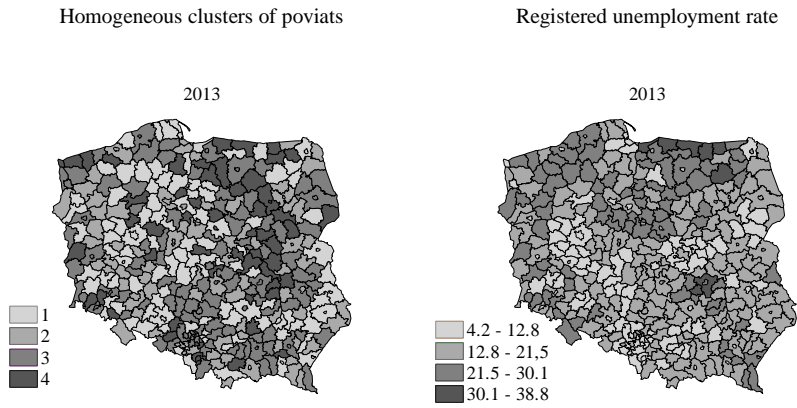 Homogeneous clusters of poviats
Registered unemployment rate
2013
2013
1
2
3
4
4.2 - 12.8
12.8 - 21,5
21.5 - 30.1
30.1 - 38.8